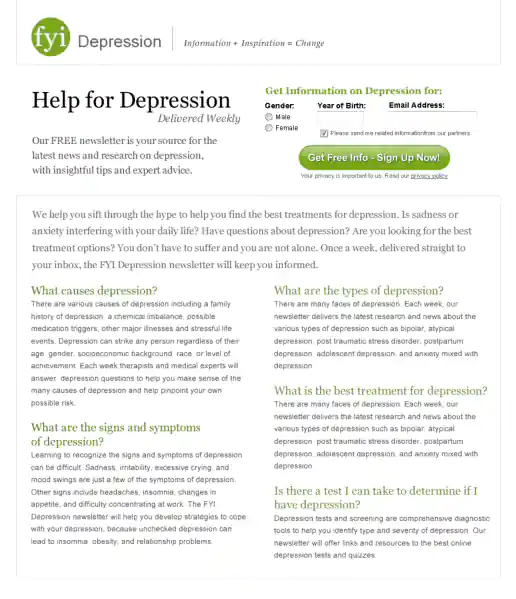 fyi Depression
Information + Inspiration = Change
Help for Depression
Delivered Weekly
Our FREE newsletter is your source for the
latest news and research on depression,
with insightful tips and expert advice.
Get Information on Depression for:
Gender: Year of Birth: Email Address:
Male
Female
Please send me related information from our partners.
Get Free Info - Sign Up Now!
Your privacy is important to us. Read our privacy policy
We help you sift through the hype to help you find the best treatments for depression. Is sadness or
anxiety interfering with your daily life? Have questions about depression? Are you looking for the best
treatment options? You don't have to suffer and you are not alone. Once a week, delivered straight to
your inbox, the FYI Depression newsletter will keep you informed.
What causes depression?
There are various causes of depression including a family
history of depression, a chemical imbalance, possible
medication triggers, other major illnesses and stressful life
events. Depression can strike any person regardless of their
age, gender, socioeconomic background, race, or level of
achievement. Each week therapists and medical experts will
answer depression questions to help you make sense of the
many causes of depression and help pinpoint your own
possible risk.
What are the signs and symptoms
of depression?
Learning to recognize the signs and symptoms of depression
can be difficult. Sadness, irritability, excessive crying, and
mood swings are just a few of the symptoms of depression.
Other signs include headaches, insomnia, changes in
appetite, and difficulty concentrating at work. The FYI
Depression newsletter will help you develop strategies to cope
with your depression, because unchecked depression can
lead to insomnia, obesity, and relationship problems.
What are the types of depression?
There are many faces of depression. Each week, our
newsletter delivers the latest research and news about the
various types of depression such as bipolar, atypical
depression, post traumatic stress disorder, postpartum
depression, adolescent depression, and anxiety mixed with
depression.
What is the best treatment for depression?
There are many faces of depression. Each week, our
newsletter delivers the latest research and news about the
various types of depression such as bipolar, atypical
depression, post traumatic stress disorder, postpartum
depression, adolescent depression, and anxiety mixed with
depression.
Is there a test I can take to determine if I
have depression?
Depression tests and screening are comprehensive diagnostic
tools to help you identify type and severity of depression. Our
newsletter will offer links and resources to the best online
depression tests and quizzes.